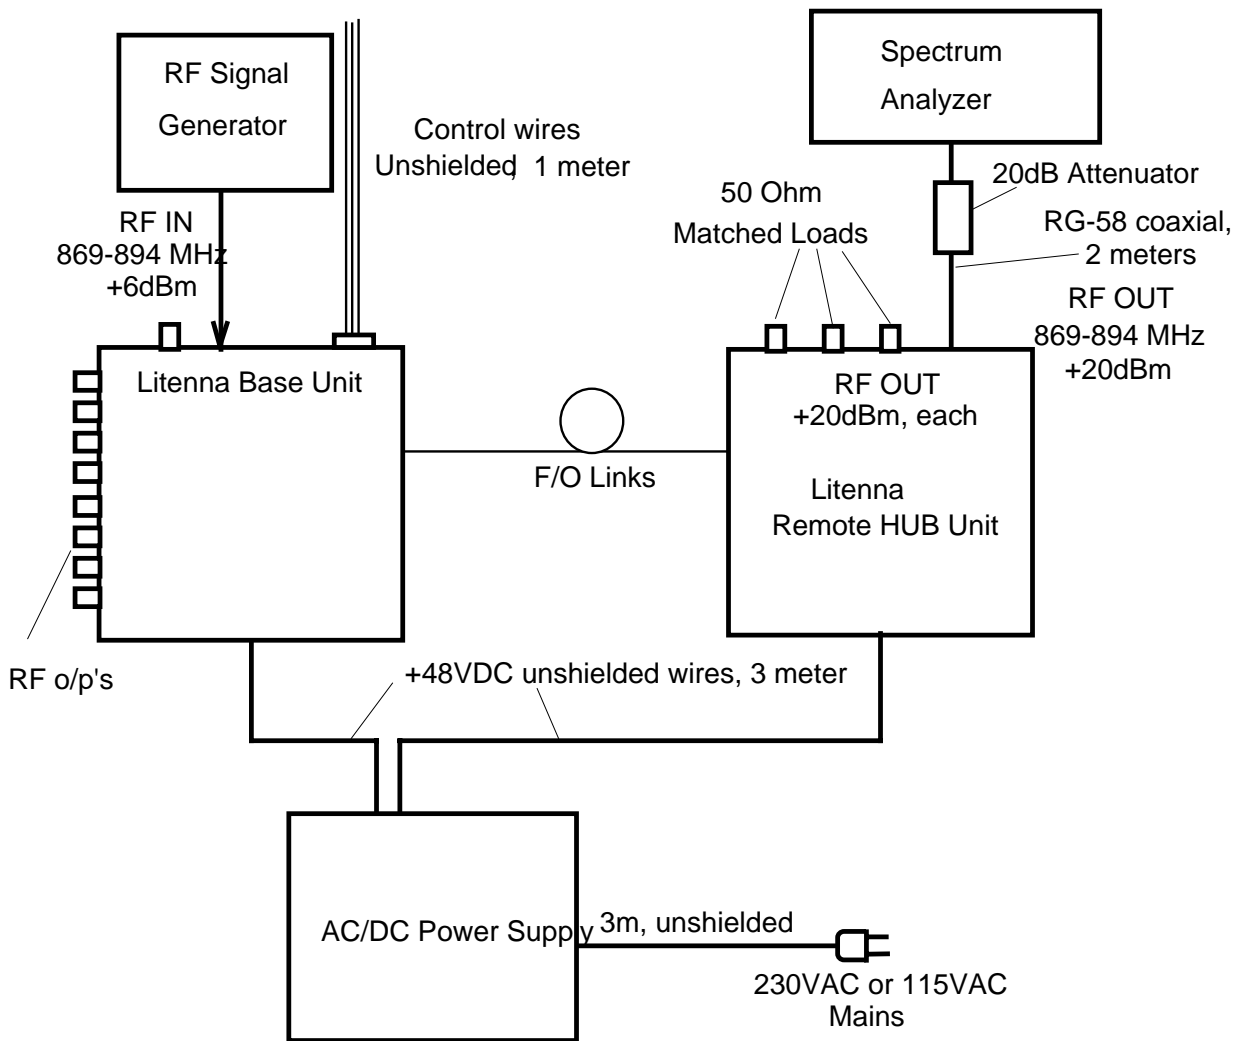 RF Signal
Generator
Control wires
Unshielded, 1 meter
Spectrum
Analyzer
20dB Attenuator
50 Ohm
Matched Loads
RG-58 coaxial,
2 meters
RF IN
869-894 MHz
+6dBm
RF OUT
869-894 MHz
+20dBm
Litenna Base Unit
RF OUT
+20dBm, each
F/O Links
Litenna
Remote HUB Unit
RF o/p's
+48VDC unshielded wires, 3 meter
AC/DC Power Supply
3m, unshielded
230VAC or 115VAC
Mains